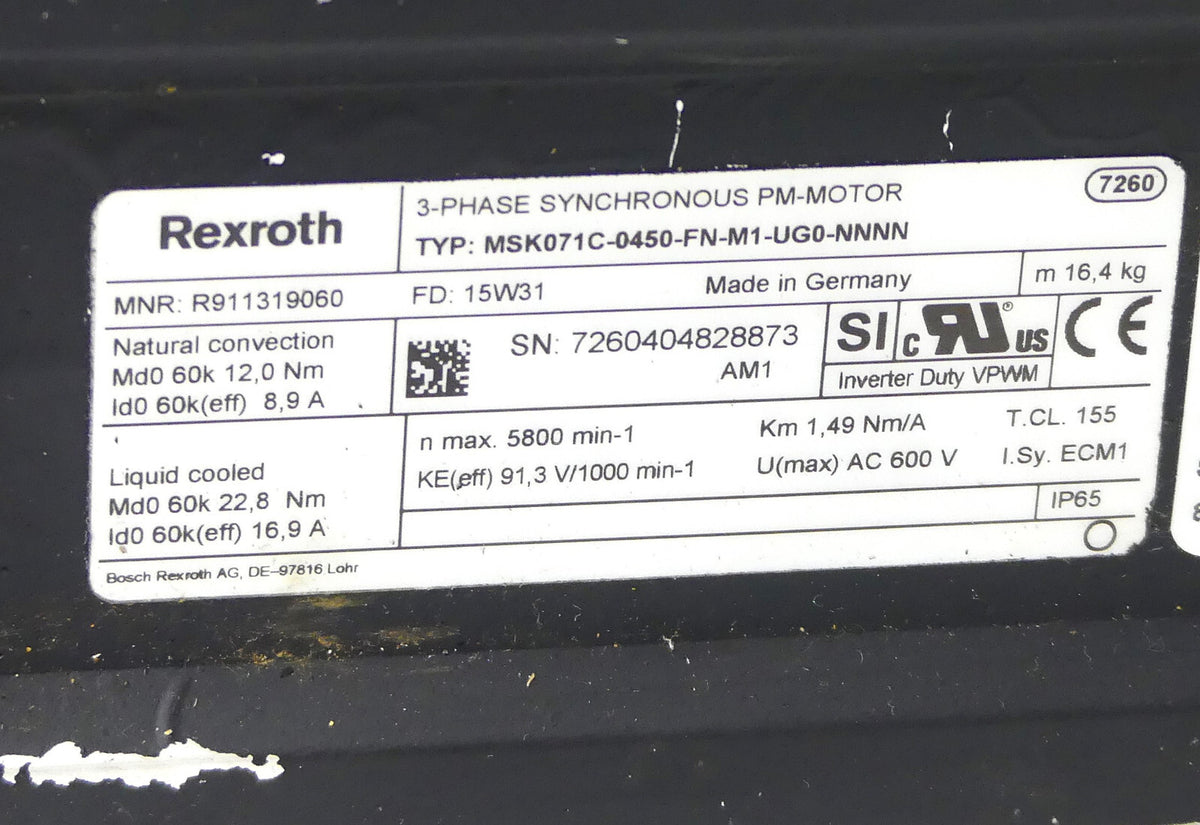 Rexroth
3-PHASE SYNCHRONOUS PM-MOTOR
7260
TYP: MSK071C-0450-FN-M1-UG0-NNNN
MNR: R911319060
FD: 15W31
Made in Germany
m 16,4 kg
Natural convection
Md0 60k 12,0 Nm
Id0 60k(eff) 8,9 A
SN: 7260404828873
AM1
SI
c RU® US
Inverter Duty VPWM
CE
Liquid cooled
Md0 60k 22,8 Nm
Id0 60k(eff) 16,9 A
n max. 5800 min-1
Km 1,49 Nm/A
T.CL. 155
KE(eff) 91,3 V/1000 min-1
U(max) AC 600 V
I.Sy. ECM1
IP65
Bosch Rexroth AG, DE-97816 Lohr